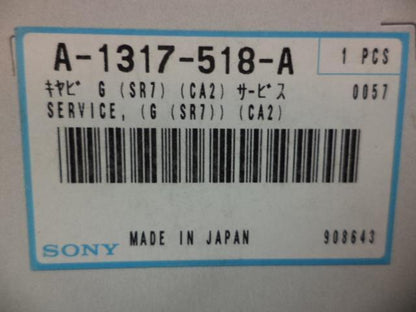 A-1317-518-A 1 PCS
ｷｬﾋﾞ G (SR7) (CA2) ｻｰﾋﾞｽ 0057
SERVICE, (G (SR7)) (CA2)
SONY MADE IN JAPAN 908643